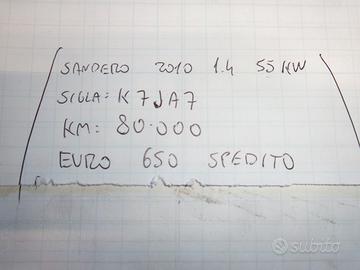 SANDERO 2010 1.4 55 KW
SIGLA: K7JA7
KM: 80.000
EURO 650 SPEDITO
subito